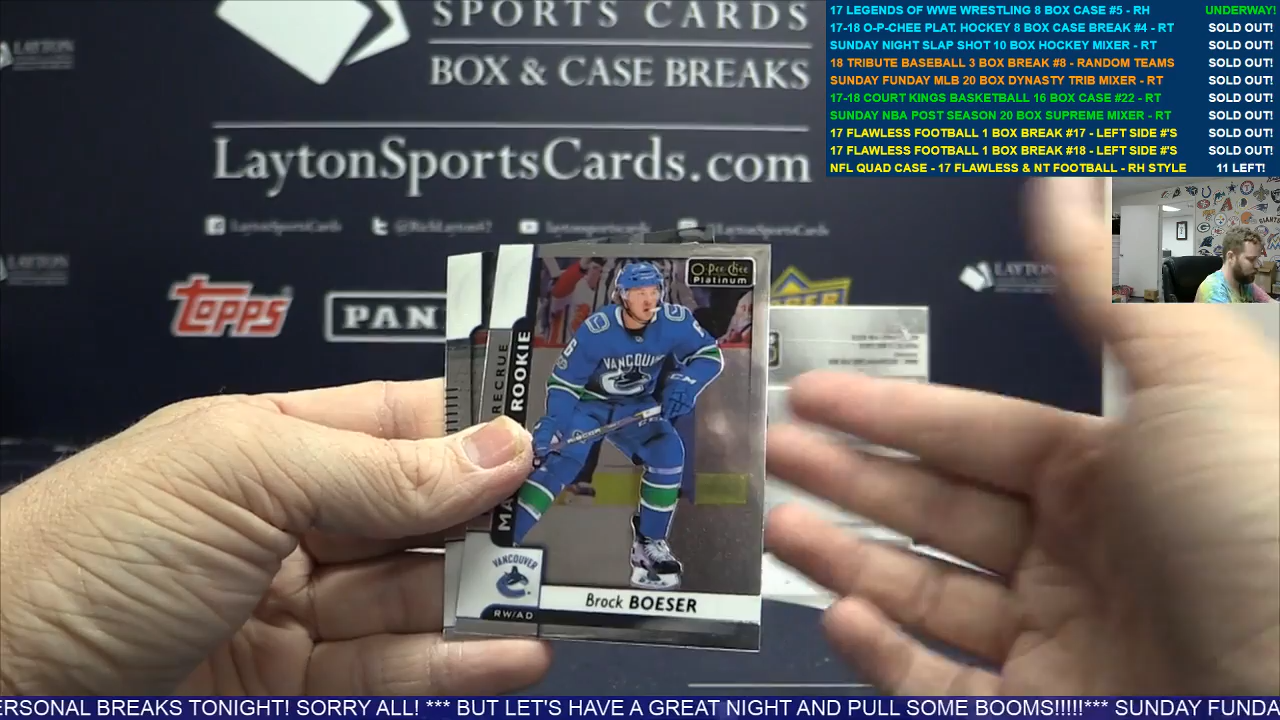 SPORTS CARDS
BOX & CASE BREAKS
LaytonSportsCards.com
17 LEGENDS OF WWE WRESTLING 8 BOX CASE #5 - RH UNDERWAY!
17-18 O-P-CHEE PLAT. HOCKEY 8 BOX CASE BREAK #4 - RT SOLD OUT!
SUNDAY NIGHT SLAP SHOT 10 BOX HOCKEY MIXER - RT SOLD OUT!
18 TRIBUTE BASEBALL 3 BOX BREAK #8 - RANDOM TEAMS SOLD OUT!
SUNDAY FUNDAY MLB 20 BOX DYNASTY TRIB MIXER - RT SOLD OUT!
17-18 COURT KINGS BASKETBALL 16 BOX CASE #22 - RT SOLD OUT!
SUNDAY NBA POST SEASON 20 BOX SUPREME MIXER - RT SOLD OUT!
17 FLAWLESS FOOTBALL 1 BOX BREAK #17 - LEFT SIDE #'S SOLD OUT!
17 FLAWLESS FOOTBALL 1 BOX BREAK #18 - LEFT SIDE #'S SOLD OUT!
NFL QUAD CASE - 17 FLAWLESS & NT FOOTBALL - RH STYLE 11 LEFT!
GIANTS
LAYTON
Topps
PANI
O-Pee-Chee
Platinum
RECRUE
ROOKIE
VANCOUVER
CCM
VANCOUVER
RW/AD
Brock BOESER
ERSONAL BREAKS TONIGHT! SORRY ALL! *** BUT LET'S HAVE A GREAT NIGHT AND PULL SOME BOOMS!!!!!*** SUNDAY FUNDA